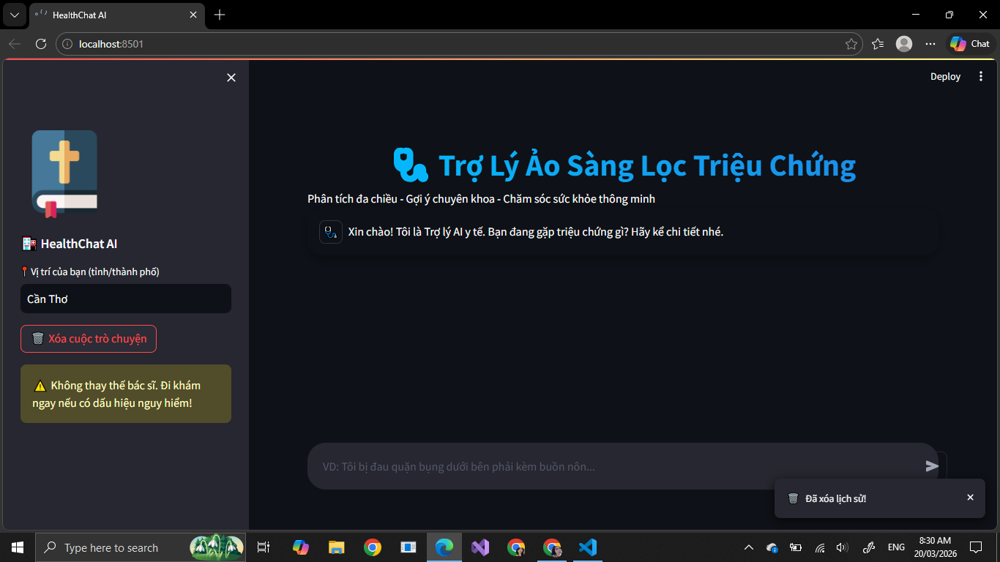 HealthChat AI
localhost:8501
Chat
Deploy
HealthChat AI
Vị trí của bạn (tỉnh/thành phố)
Cần Thơ
Xóa cuộc trò chuyện
Không thay thế bác sĩ. Đi khám
ngay nếu có dấu hiệu nguy hiểm!
Trợ Lý Ảo Sàng Lọc Triệu Chứng
Phân tích đa chiều - Gợi ý chuyên khoa - Chăm sóc sức khỏe thông minh
Xin chào! Tôi là Trợ lý AI y tế. Bạn đang gặp triệu chứng gì? Hãy kể chi tiết nhé.
VD: Tôi bị đau quặn bụng dưới bên phải kèm buồn nôn...
Đã xóa lịch sử!
Type here to search
ENG
8:30 AM
20/03/2026